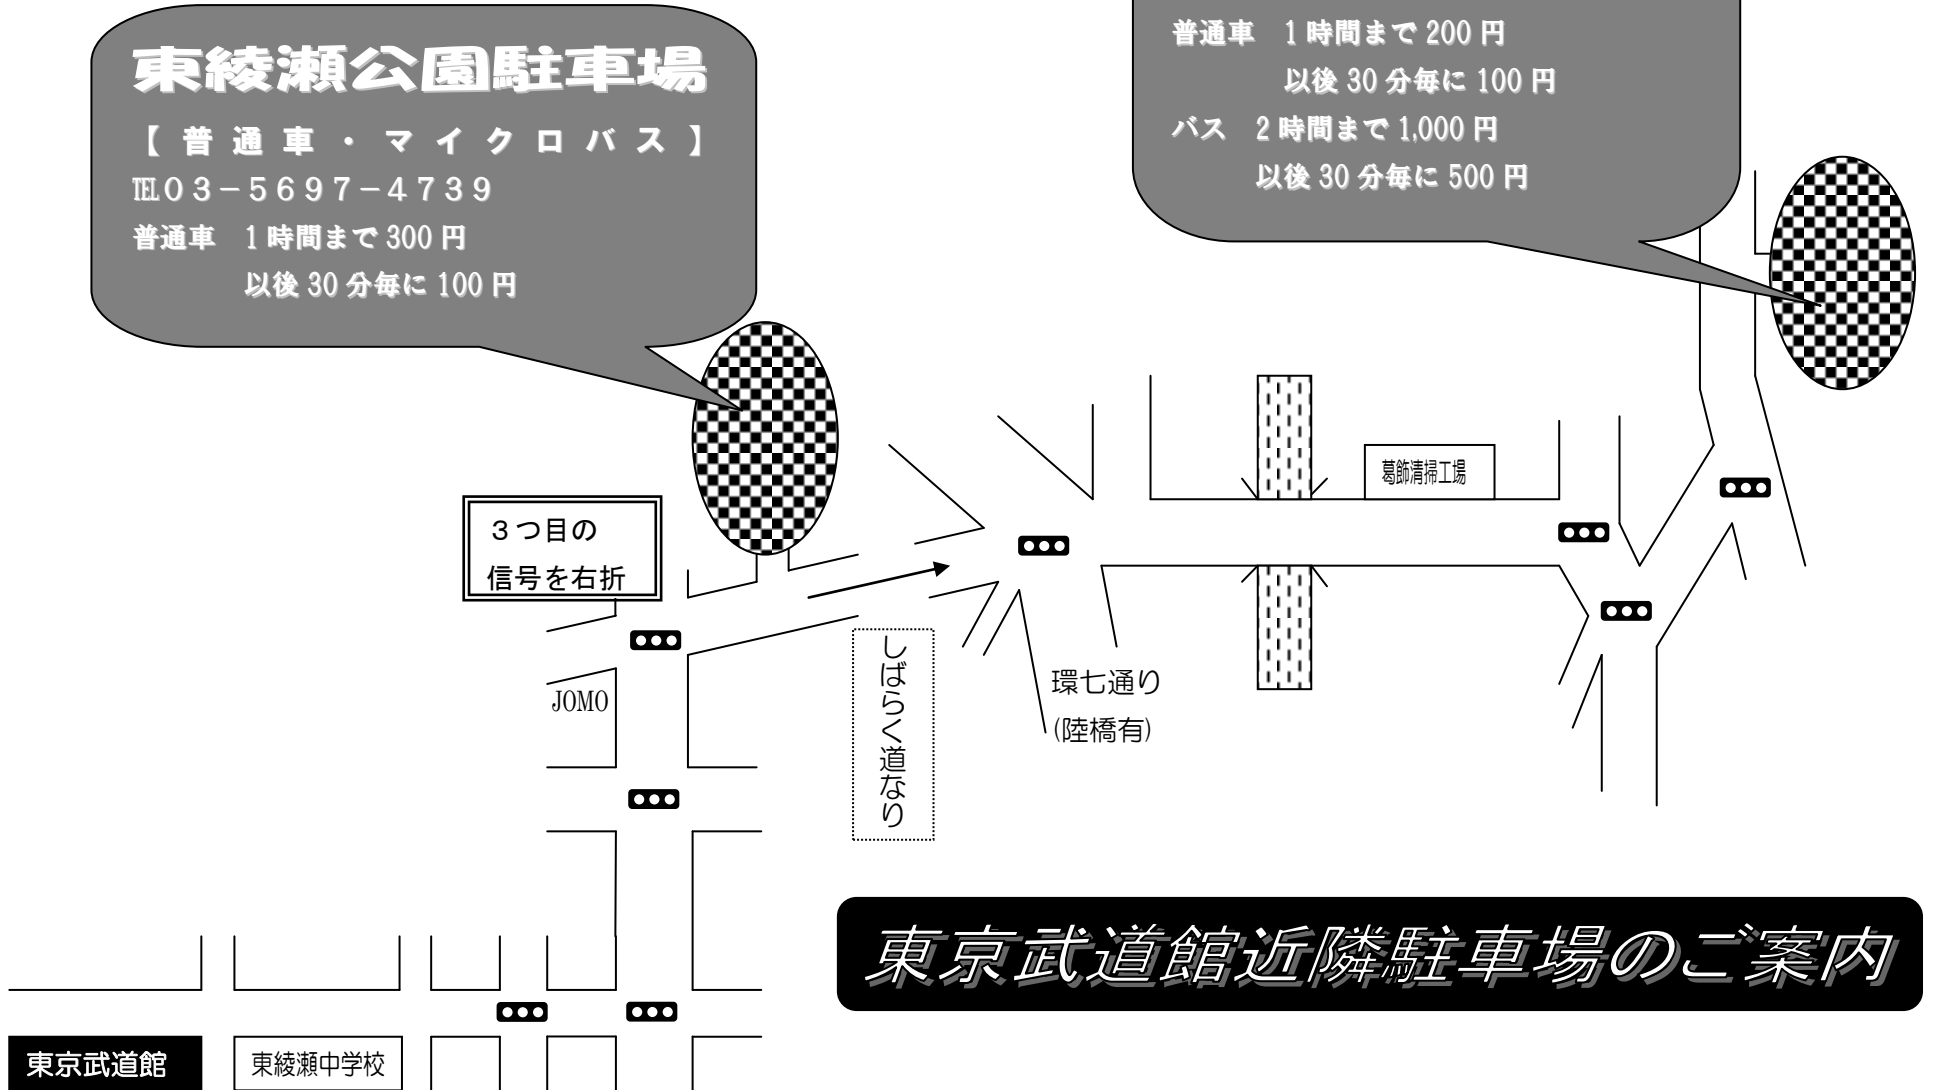 東綾瀬公園駐車場
【普通車・マイクロバス】
℡０３－５６９７－４７３９
普通車　1時間まで300円
以後30分毎に100円
普通車　1時間まで200円
以後30分毎に100円
バス　2時間まで1,000円
以後30分毎に500円
葛飾清掃工場
３つ目の
信号を右折
しばらく道なり
環七通り
(陸橋有)
JOMO
東京武道館近隣駐車場のご案内
東京武道館
東綾瀬中学校